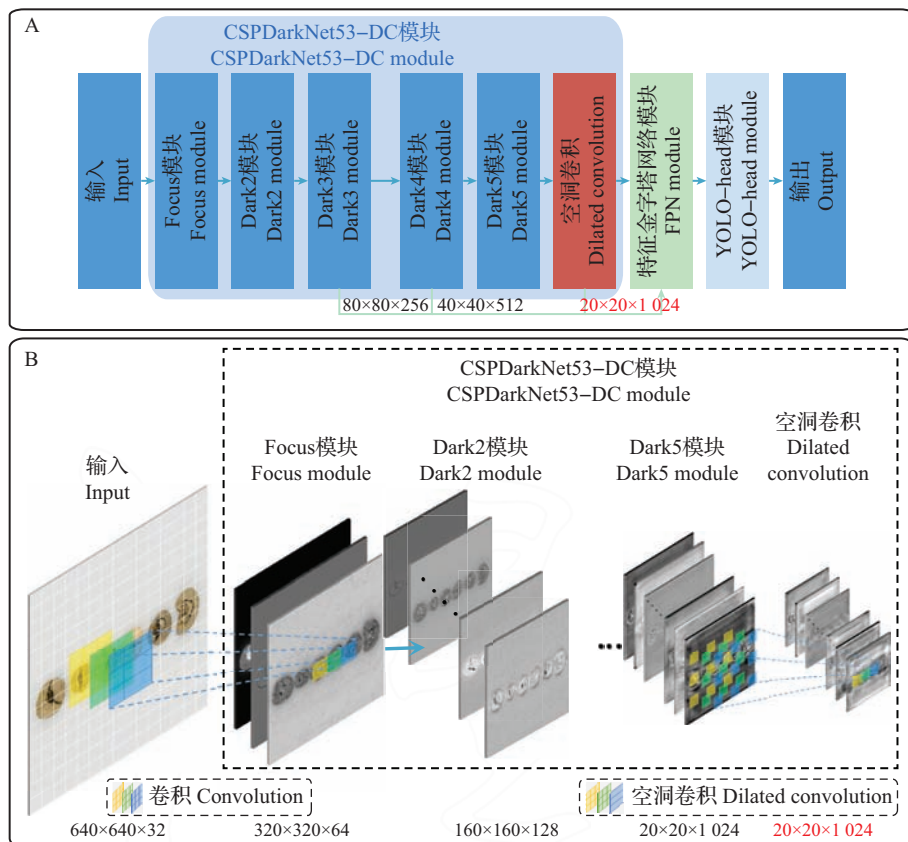 A
CSPDarkNet53−DC模块
CSPDarkNet53−DC module
输入
Input
Focus模块
Focus module
Dark2模块
Dark2 module
Dark3模块
Dark3 module
Dark4模块
Dark4 module
Dark5模块
Dark5 module
空洞卷积
Dilated convolution
特征金字塔网络模块
FPN module
YOLO−head模块
YOLO−head module
输出
Output
80×80×256 40×40×512 20×20×1 024
B
CSPDarkNet53−DC模块
CSPDarkNet53−DC module
输入
Input
Focus模块
Focus module
Dark2模块
Dark2 module
Dark5模块
Dark5 module
空洞卷积
Dilated
convolution
卷积 Convolution
空洞卷积 Dilated convolution
640×640×32 320×320×64 160×160×128 20×20×1 024 20×20×1 024